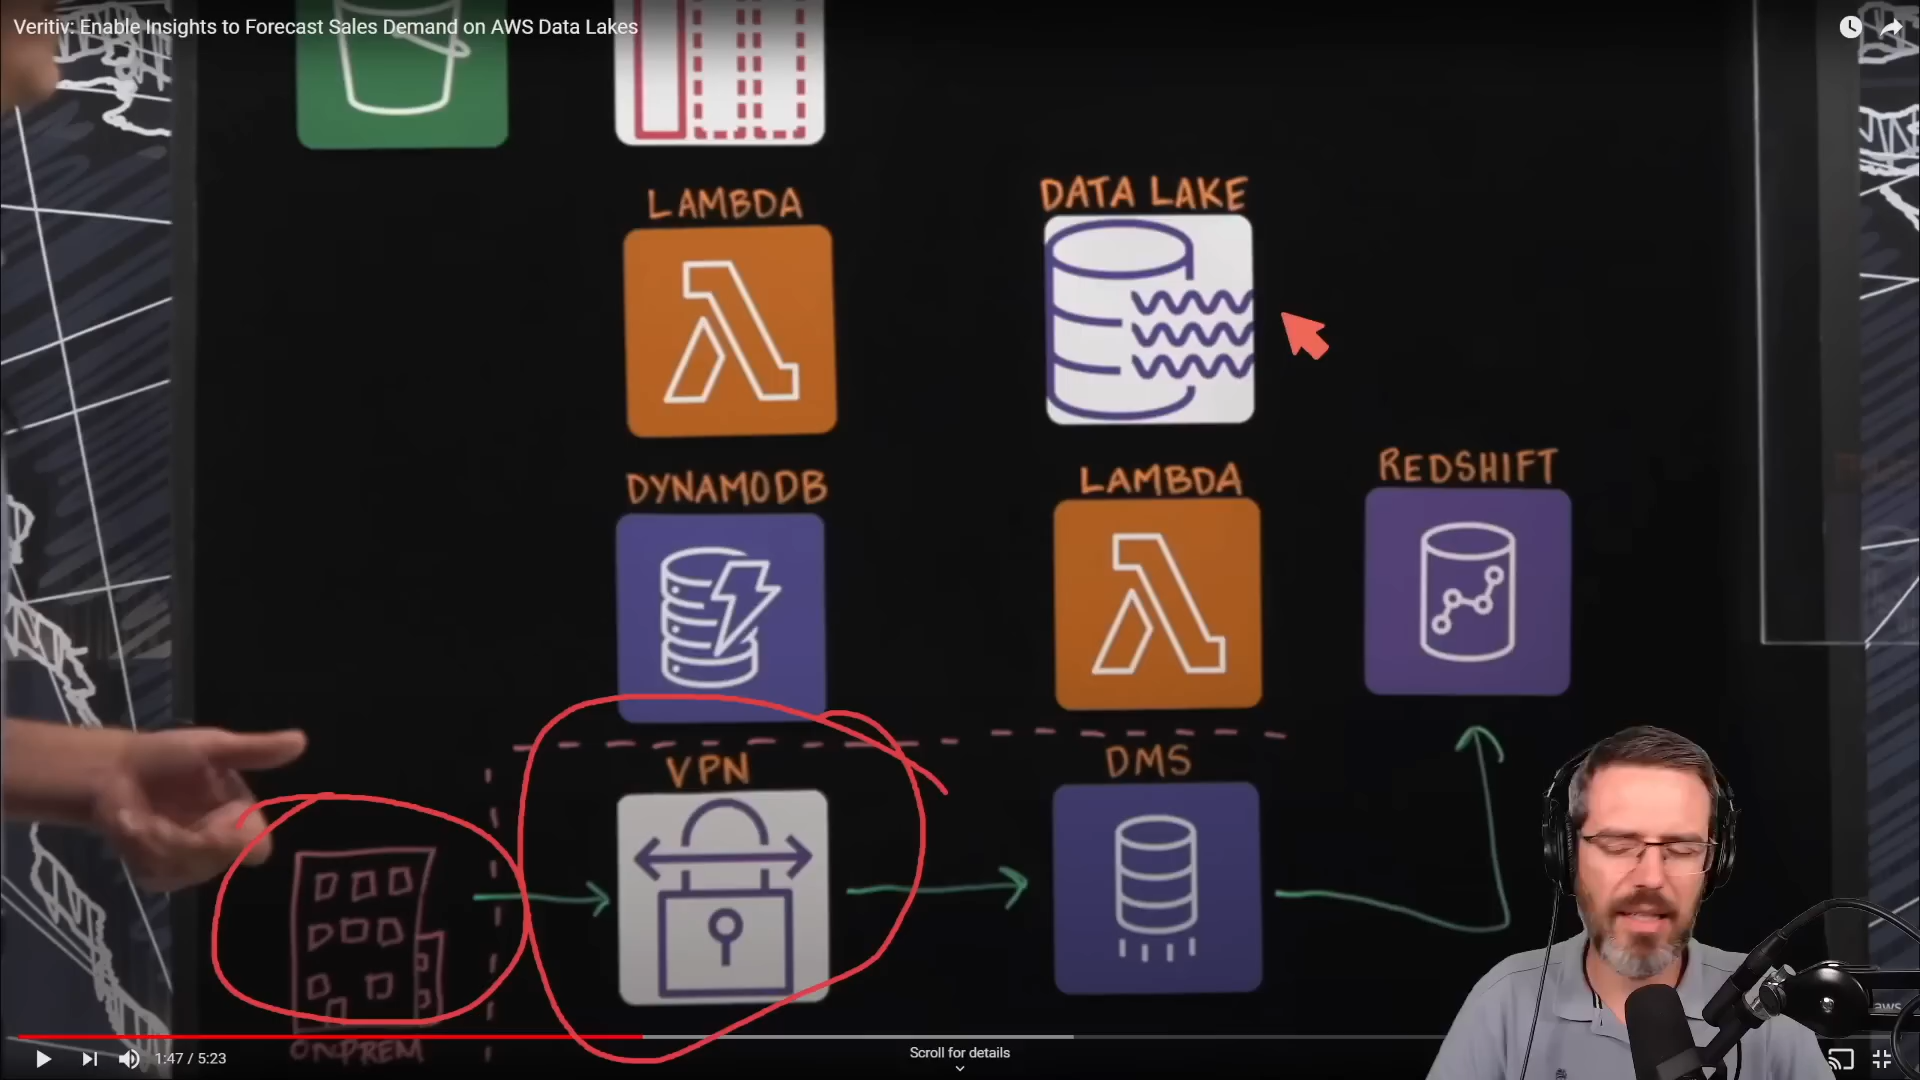 Veritiv: Enable Insights to Forecast Sales Demand on AWS Data Lakes
LAMBDA
DATA LAKE
DYNAMODB
LAMBDA
REDSHIFT
VPN
DMS
ONPREM
aws
1:47 / 5:23
Scroll for details